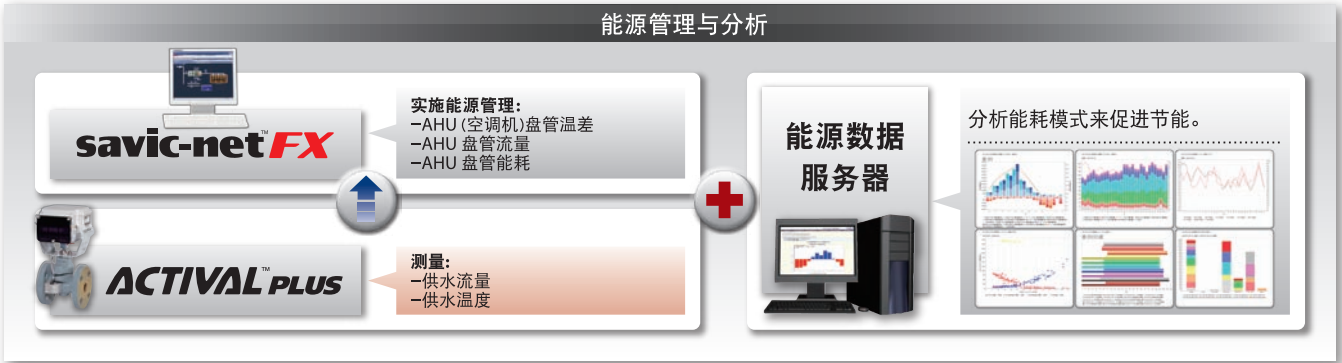 能源管理与分析
savic-net™FX
实施能源管理:
–AHU (空调机)盘管温差
–AHU 盘管流量
–AHU 盘管能耗
ACTIVAL™ PLUS
测量:
–供水流量
–供水温度
能源数据
服务器
分析能耗模式来促进节能。